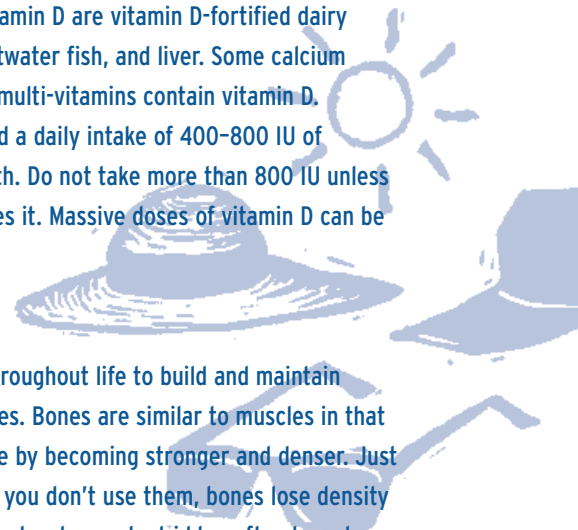 amin D are vitamin D-fortified dairy
twater fish, and liver. Some calcium
multi-vitamins contain vitamin D.
d a daily intake of 400–800 IU of
th. Do not take more than 800 IU unless
es it. Massive doses of vitamin D can be
roughout life to build and maintain
es. Bones are similar to muscles in that
e by becoming stronger and denser. Just
you don’t use them, bones lose density